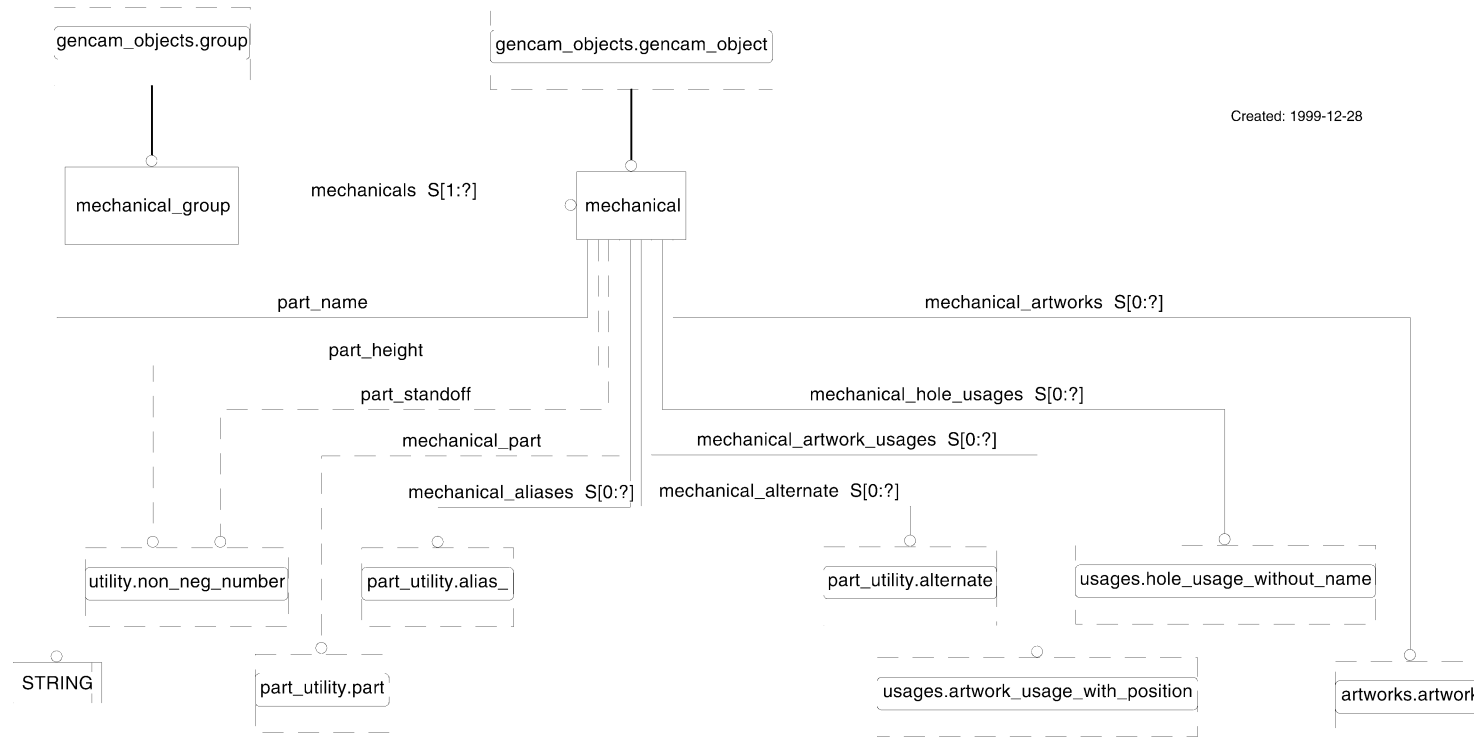 gencam_objects.group
gencam_objects.gencam_object
Created: 1999-12-28
mechanicals S[1:?]
mechanical_group
mechanical
part_name
mechanical_artworks S[0:?]
part_height
part_standoff
mechanical_hole_usages S[0:?]
mechanical_part
mechanical_artwork_usages S[0:?]
mechanical_aliases S[0:?]
mechanical_alternate S[0:?]
utility.non_neg_number
part_utility.alias_
part_utility.alternate
usages.hole_usage_without_name
STRING
part_utility.part
usages.artwork_usage_with_position
artworks.artwork